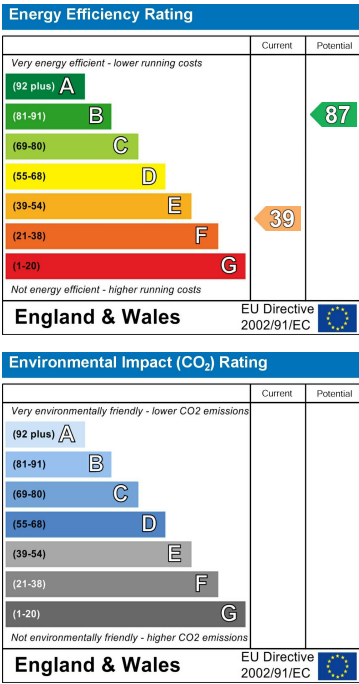 Energy Efficiency Rating
Current Potential
Very energy efficient - lower running costs
(92 plus) A
(81-91) B
87
(69-80) C
(55-68) D
(39-54) E
39
(21-38) F
(1-20) G
Not energy efficient - higher running costs
England & Wales
EU Directive
2002/91/EC
Environmental Impact (CO₂) Rating
Current Potential
Very environmentally friendly - lower CO2 emissions
(92 plus) A
(81-91) B
(69-80) C
(55-68) D
(39-54) E
(21-38) F
(1-20) G
Not environmentally friendly - higher CO2 emissions
England & Wales
EU Directive
2002/91/EC